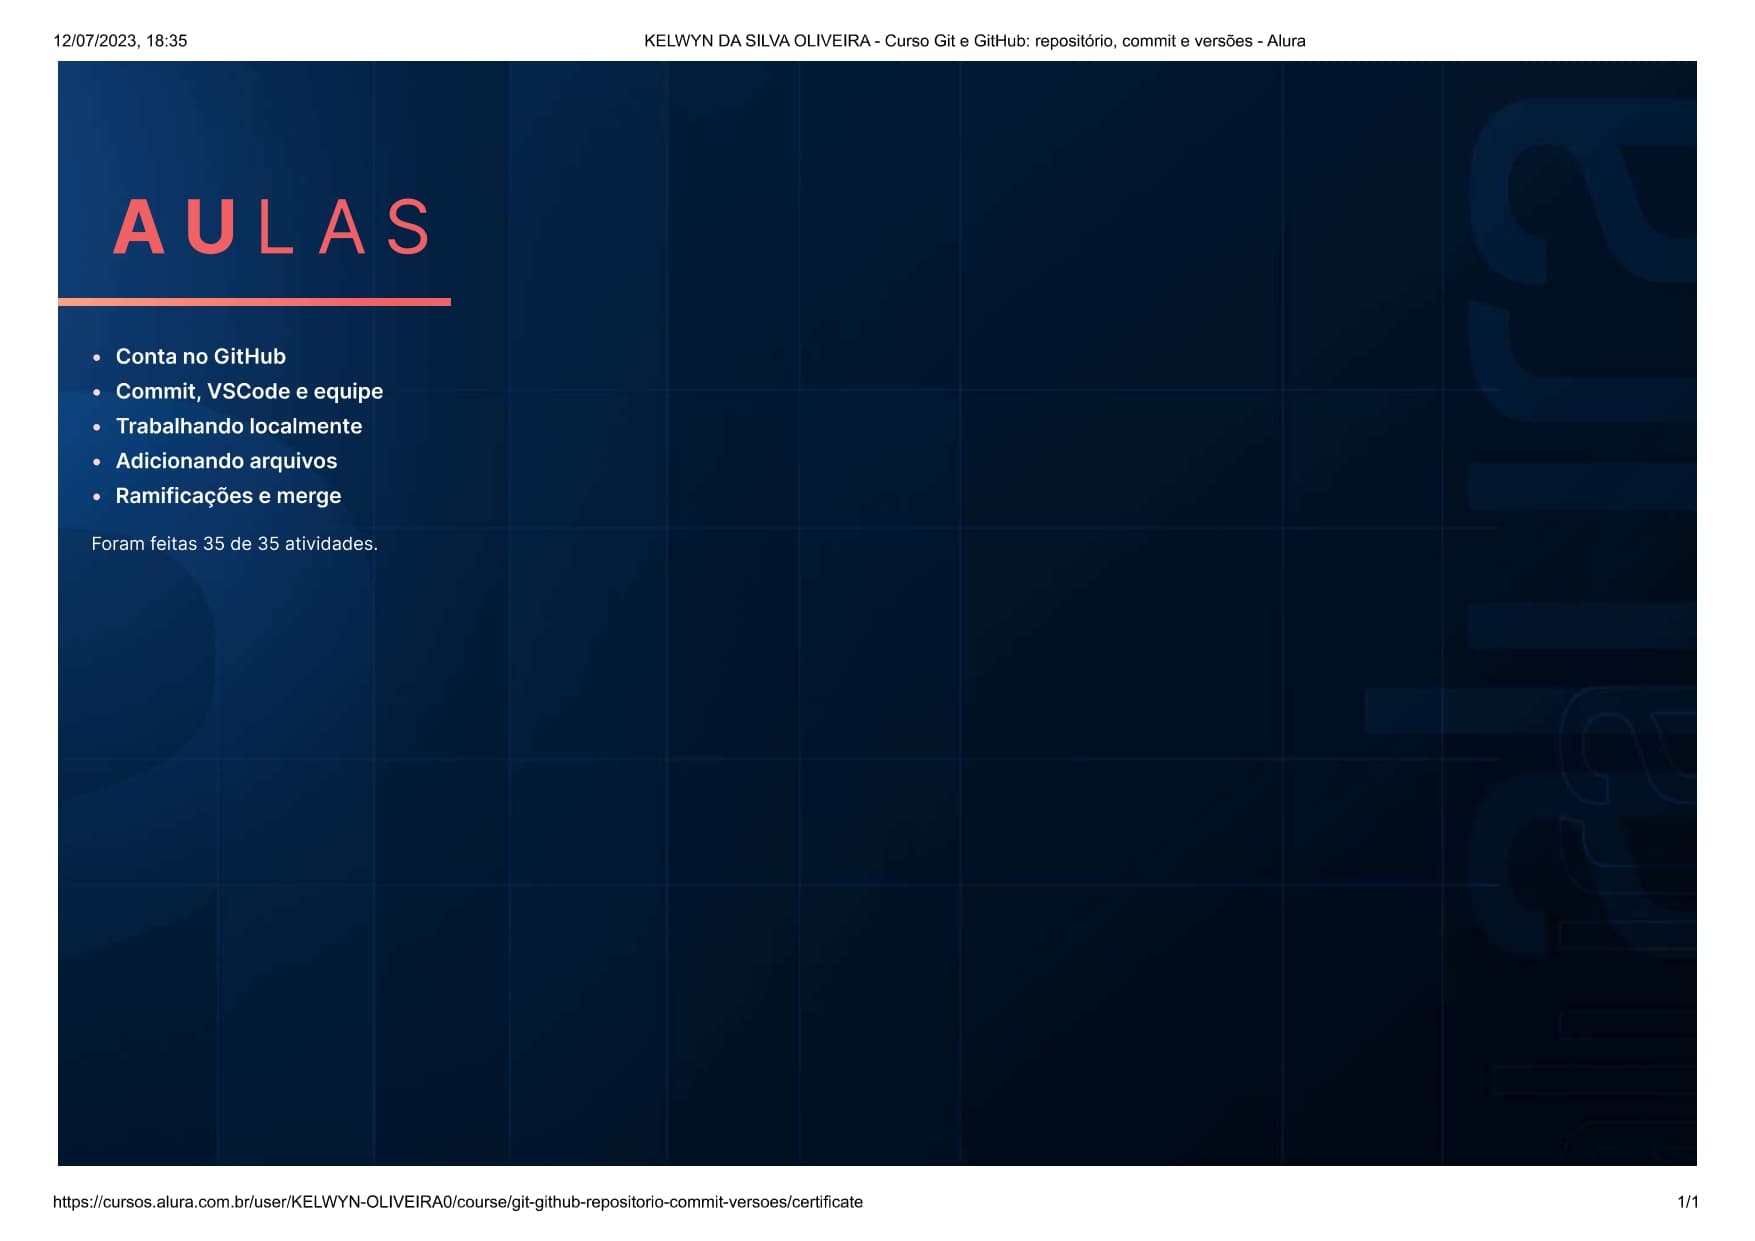 12/07/2023, 18:35
KELWYN DA SILVA OLIVEIRA - Curso Git e GitHub: repositório, commit e versões - Alura
AULAS
• Conta no GitHub
• Commit, VSCode e equipe
• Trabalhando localmente
• Adicionando arquivos
• Ramificações e merge
Foram feitas 35 de 35 atividades.
alura
https://cursos.alura.com.br/user/KELWYN-OLIVEIRA0/course/git-github-repositorio-commit-versoes/certificate
1/1